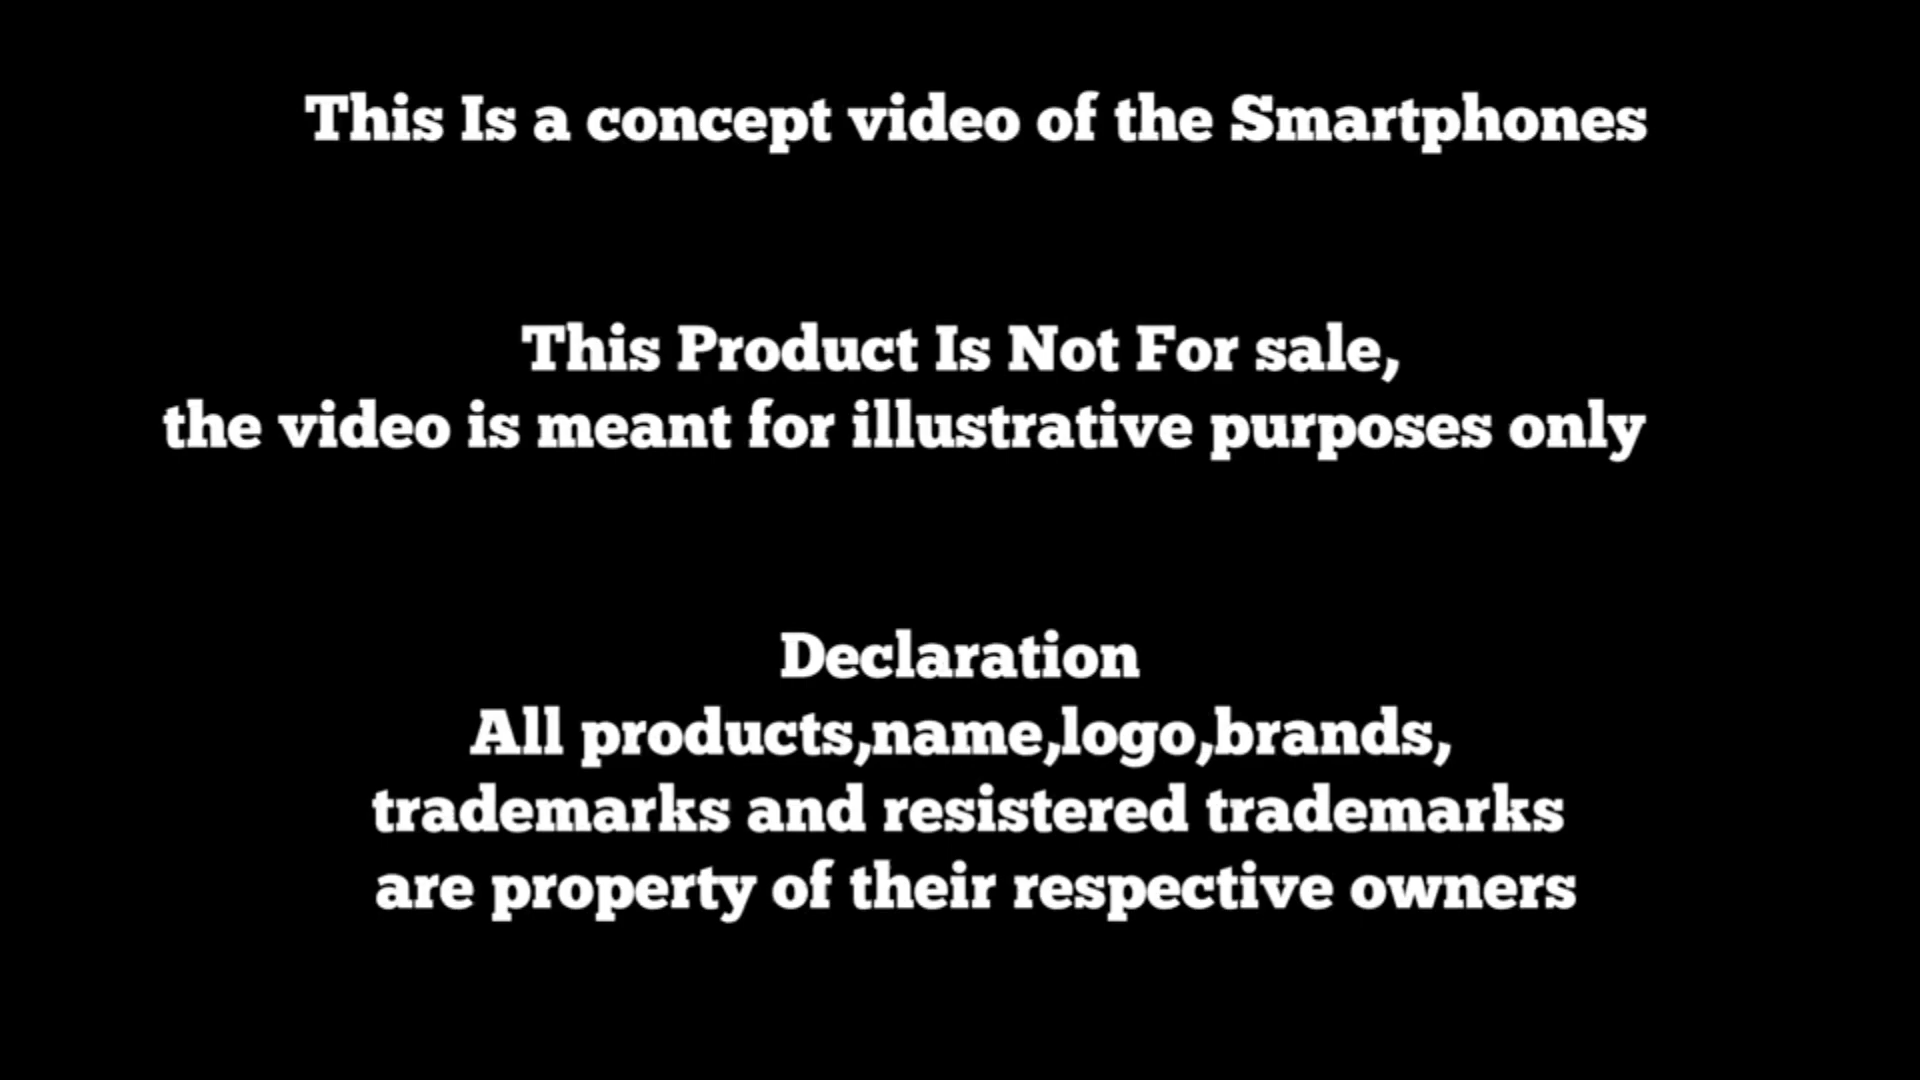 This Is a concept video of the Smartphones
This Product Is Not For sale,
the video is meant for illustrative purposes only
Declaration
All products,name,logo,brands,
trademarks and resistered trademarks
are property of their respective owners